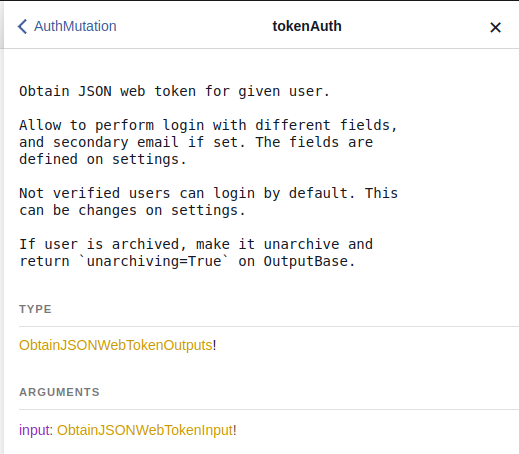 AuthMutation tokenAuth ✕
Obtain JSON web token for given user.
Allow to perform login with different fields,
and secondary email if set. The fields are
defined on settings.
Not verified users can login by default. This
can be changes on settings.
If user is archived, make it unarchive and
return `unarchiving=True` on OutputBase.
TYPE
ObtainJSONWebTokenOutputs!
ARGUMENTS
input: ObtainJSONWebTokenInput!